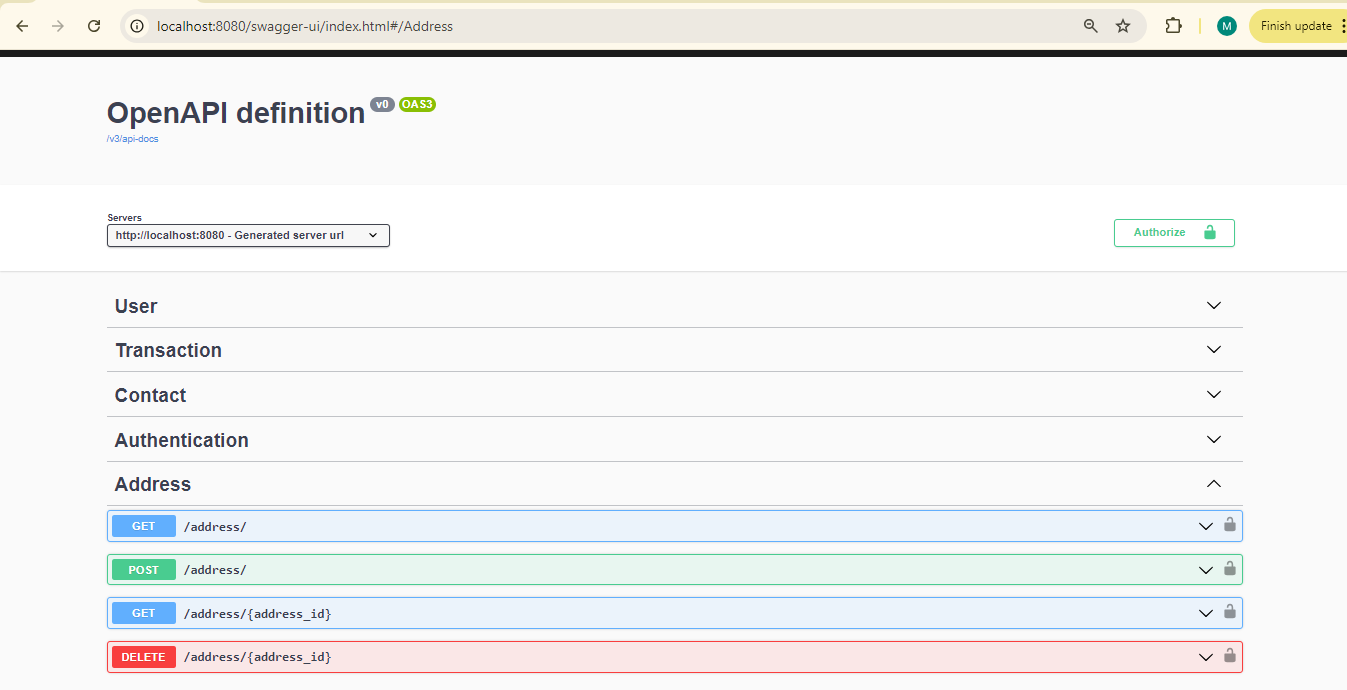 localhost:8080/swagger-ui/index.html#/Address
M
Finish update
OpenAPI definition v0 OAS3
/v3/api-docs
Servers
http://localhost:8080 - Generated server url
Authorize
User
Transaction
Contact
Authentication
Address
GET /address/
POST /address/
GET /address/{address_id}
DELETE /address/{address_id}